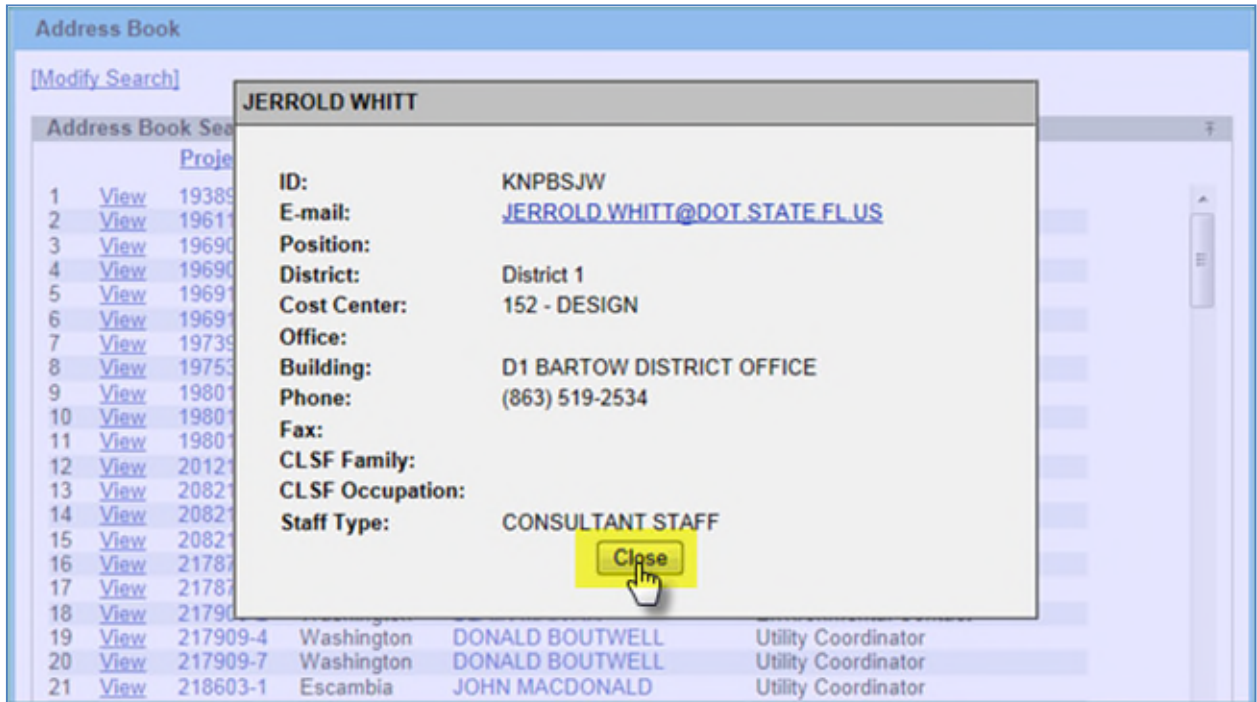 Address Book
[Modify Search]
JERROLD WHITT
Address Book Sea
Proje
ID: KNPBSJW
1 View 19389
E-mail: JERROLD.WHITT@DOT.STATE.FL.US
2 View 19611
Position:
3 View 1969
District: District 1
4 View 1969
5 View 19691
Cost Center: 152 - DESIGN
6 View 19691
Office:
7 View 19739
Building: D1 BARTOW DISTRICT OFFICE
8 View 19753
Phone: (863) 519-2534
9 View 19801
10 View 19801
Fax:
11 View 19801
CLSF Family:
12 View 20121
CLSF Occupation:
13 View 20821
14 View 20821
Staff Type: CONSULTANT STAFF
15 View 20821
Close
16 View 21787
17 View 21787
18 View
19 View 217909-4 Washington DONALD BOUTWELL Utility Coordinator
20 View 217909-7 Washington DONALD BOUTWELL Utility Coordinator
21 View 218603-1 Escambia JOHN MACDONALD Utility Coordinator